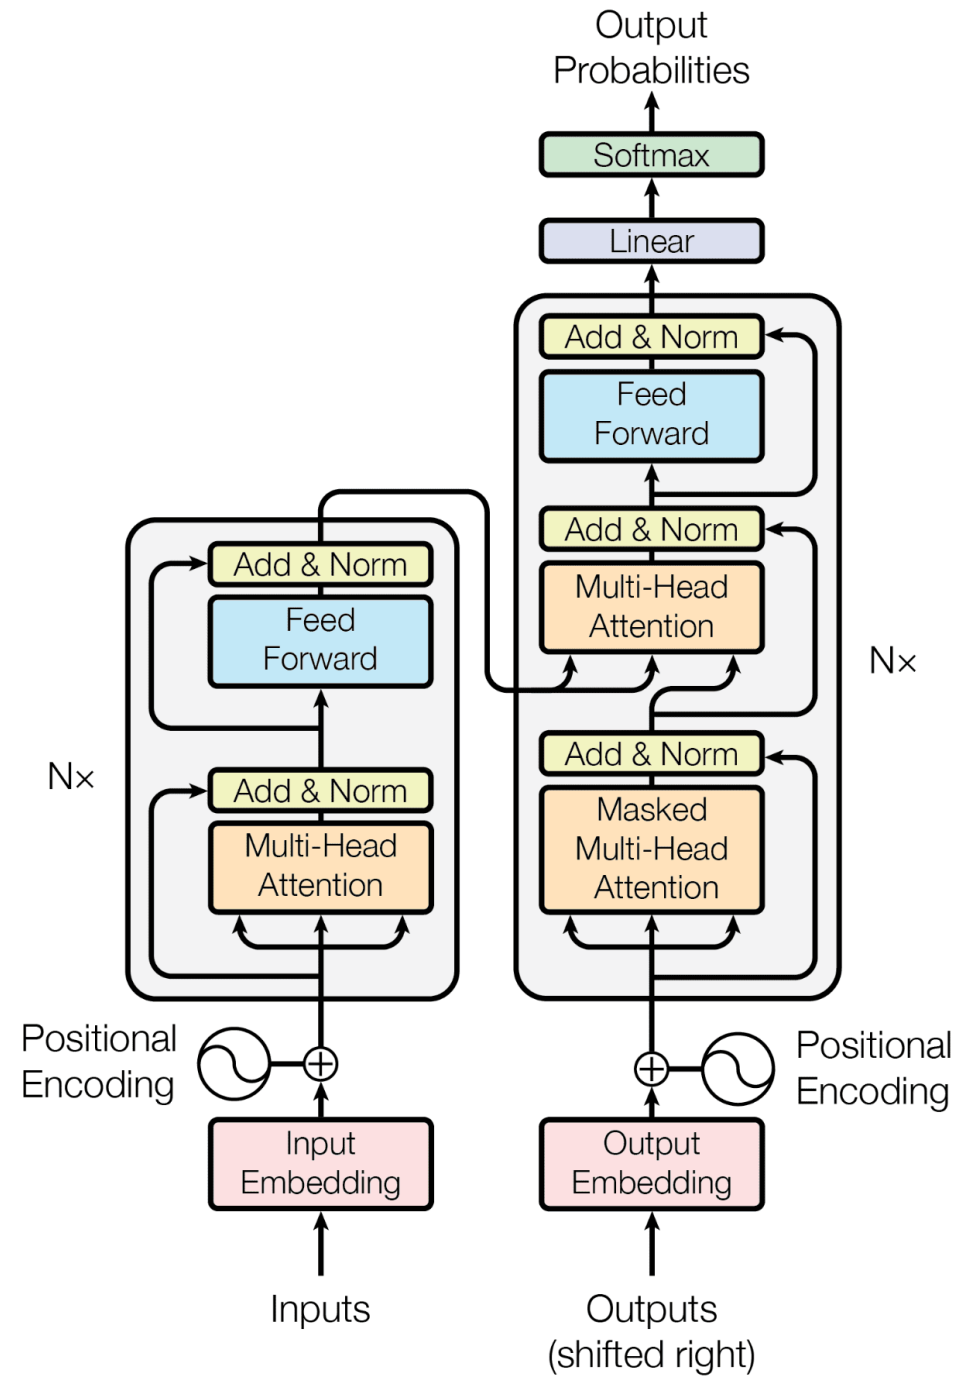 Output
Probabilities
Softmax
Linear
Add & Norm
Feed
Forward
Add & Norm
Multi-Head
Attention
Nx
Add & Norm
Masked
Multi-Head
Attention
Add & Norm
Feed
Forward
Nx
Add & Norm
Multi-Head
Attention
Positional
Encoding
Positional
Encoding
Input
Embedding
Output
Embedding
Inputs
Outputs
(shifted right)